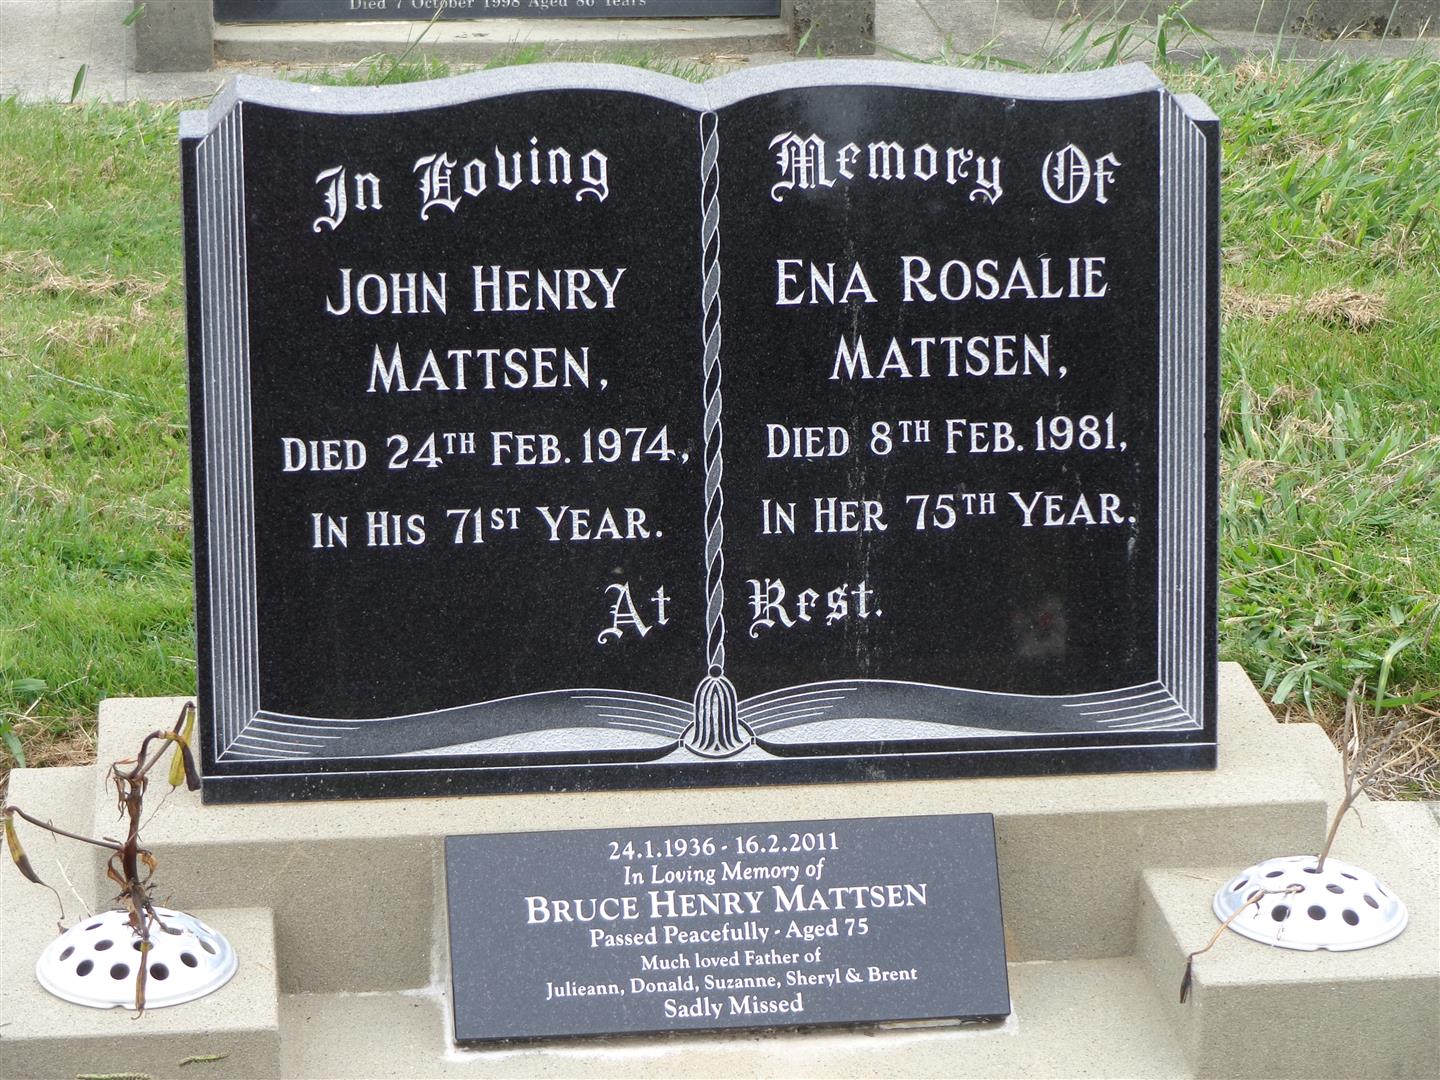 Died 7 October 1998 Aged 86 Years
In Loving Memory Of
JOHN HENRY
MATTSEN,
DIED 24TH FEB. 1974,
IN HIS 71ST YEAR.
ENA ROSALIE
MATTSEN,
DIED 8TH FEB. 1981,
IN HER 75TH YEAR.
At Rest.
24.1.1936 - 16.2.2011
In Loving Memory of
BRUCE HENRY MATTSEN
Passed Peacefully - Aged 75
Much loved Father of
Julieann, Donald, Suzanne, Sheryl & Brent
Sadly Missed